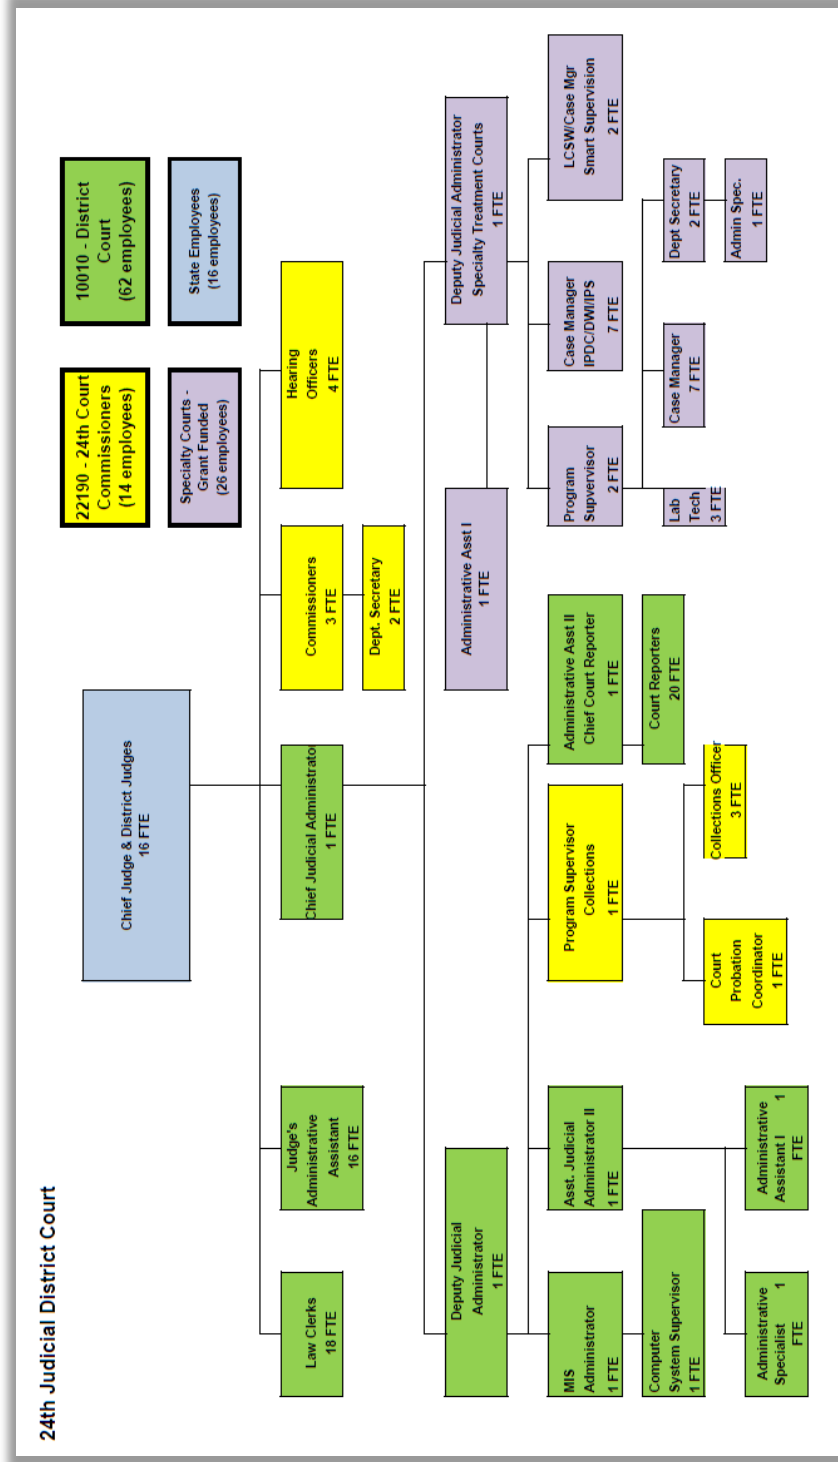 24th Judicial District Court
22190 - 24th Court
Commissioners
(14 employees)
10010 - District
Court
(62 employees)
Specialty Courts -
Grant Funded
(26 employees)
State Employees
(16 employees)
Chief Judge & District Judges
16 FTE
Law Clerks
18 FTE
Judge's
Administrative
Assistant
16 FTE
Chief Judicial Administrator
1 FTE
Commissioners
3 FTE
Hearing
Officers
4 FTE
Dept. Secretary
2 FTE
Deputy Judicial
Administrator
1 FTE
Administrative Asst I
1 FTE
Deputy Judicial Administrator
Specialty Treatment Courts
1 FTE
MIS
Administrator
1 FTE
Asst. Judicial
Administrator II
1 FTE
Program Supervisor
Collections
1 FTE
Administrative Asst II
Chief Court Reporter
1 FTE
Program
Supvervisor
2 FTE
Case Manager
IPDC/DWI/IPS
7 FTE
LCSW/Case Mgr
Smart Supervision
2 FTE
Computer
System Supervisor
1 FTE
Court Reporters
20 FTE
Lab
Tech
3 FTE
Case Manager
7 FTE
Dept Secretary
2 FTE
Court
Probation
Coordinator
1 FTE
Collections Officer
3 FTE
Admin Spec.
1 FTE
Administrative
Specialist 1
FTE
Administrative
Assistant I 1
FTE